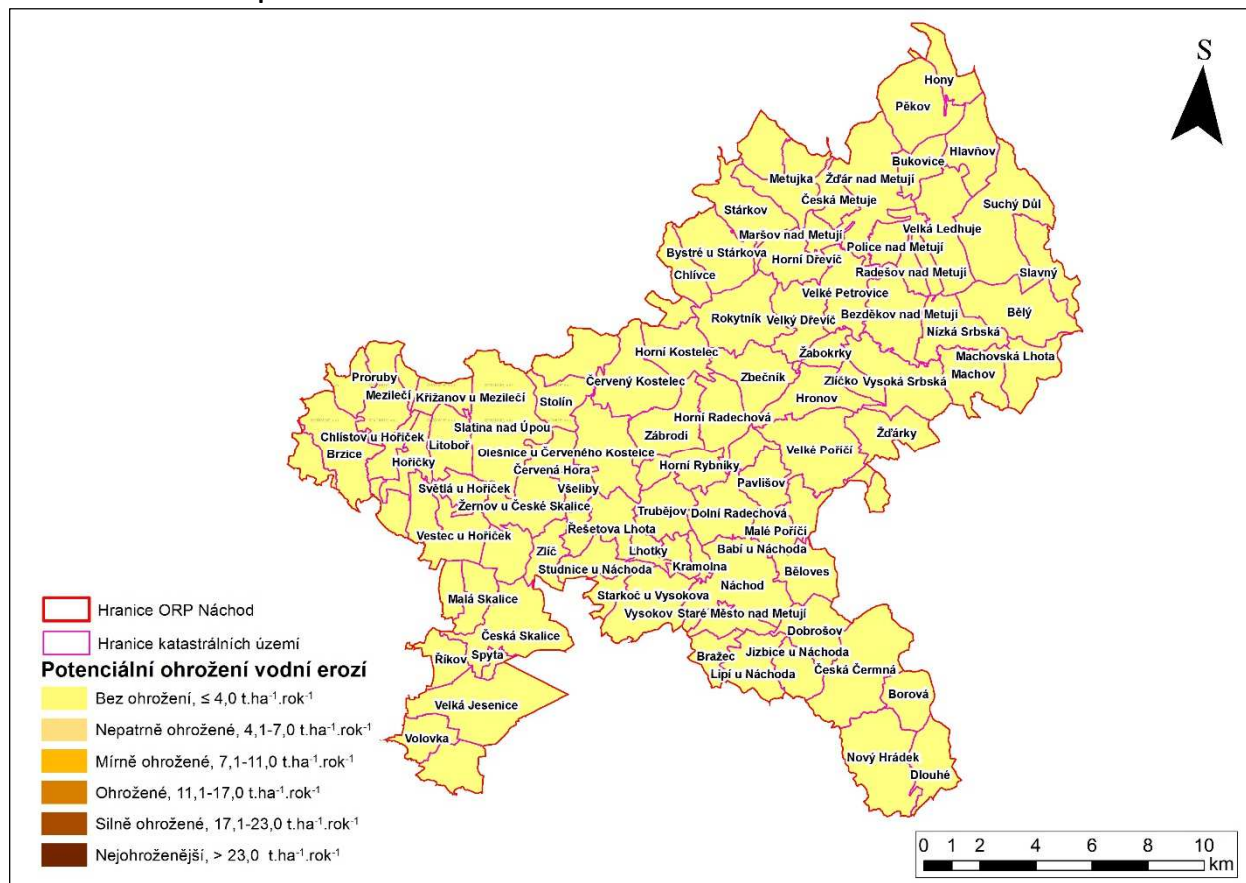 S
Hony
Pěkov
Hlavňov
Bukovice
Metujka
Žďár nad Metují
Česká Metuje
Suchý Důl
Stárkov
Velká Ledhuje
Maršov nad Metují
Police nad Metují
Bystré u Stárkova
Horní Dřevíč
Chlívce
Radešov nad Metují
Slavný
Velké Petrovice
Bělý
Rokytník
Velký Dřevíč
Bezděkov nad Metují
Nízká Srbská
Horní Kostelec
Žabokrky
Machovská Lhota
Machov
Zbečník
Zlíčko
Vysoká Srbská
Proruby
Mezilečí
Červený Kostelec
Křižanov u Mezilečí
Stolín
Hronov
Horní Radechová
Slatina nad Úpou
Zábrodí
Žďárky
Chlístov u Hořiček
Litoboř
Velké Poříčí
Brzice
Olešnice u Červeného Kostelce
Hořičky
Horní Rybníky
Červená Hora
Pavlišov
Světlá u Hořiček
Všeliby
Žernov u České Skalice
Trubějov
Dolní Radechová
Vestec u Hořiček
Řešetova Lhota
Malé Poříčí
Zlíč
Lhotky
Babí u Náchoda
Studnice u Náchoda
Kramolna
Běloves
Náchod
Malá Skalice
Starkoč u Vysokova
Vysokov
Staré Město nad Metují
Dobrošov
Česká Skalice
Říkov
Spyta
Bražec
Jizbice u Náchoda
Lipí u Náchoda
Česká Čermná
Borová
Velká Jesenice
Volovka
Nový Hrádek
Dlouhé
Hranice ORP Náchod
Hranice katastrálních území
Potenciální ohrožení vodní erozí
Bez ohrožení, ≤ 4,0 t.ha⁻¹.rok⁻¹
Nepatrně ohrožené, 4,1-7,0 t.ha⁻¹.rok⁻¹
Mírně ohrožené, 7,1-11,0 t.ha⁻¹.rok⁻¹
Ohrožené, 11,1-17,0 t.ha⁻¹.rok⁻¹
Silně ohrožené, 17,1-23,0 t.ha⁻¹.rok⁻¹
Nejohroženější, > 23,0 t.ha⁻¹.rok⁻¹
0 1 2 4 6 8 10
km